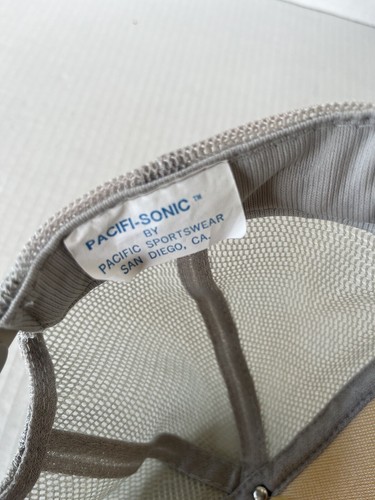 PACIFI-SONIC™
BY
PACIFIC SPORTSWEAR
SAN DIEGO, CA.